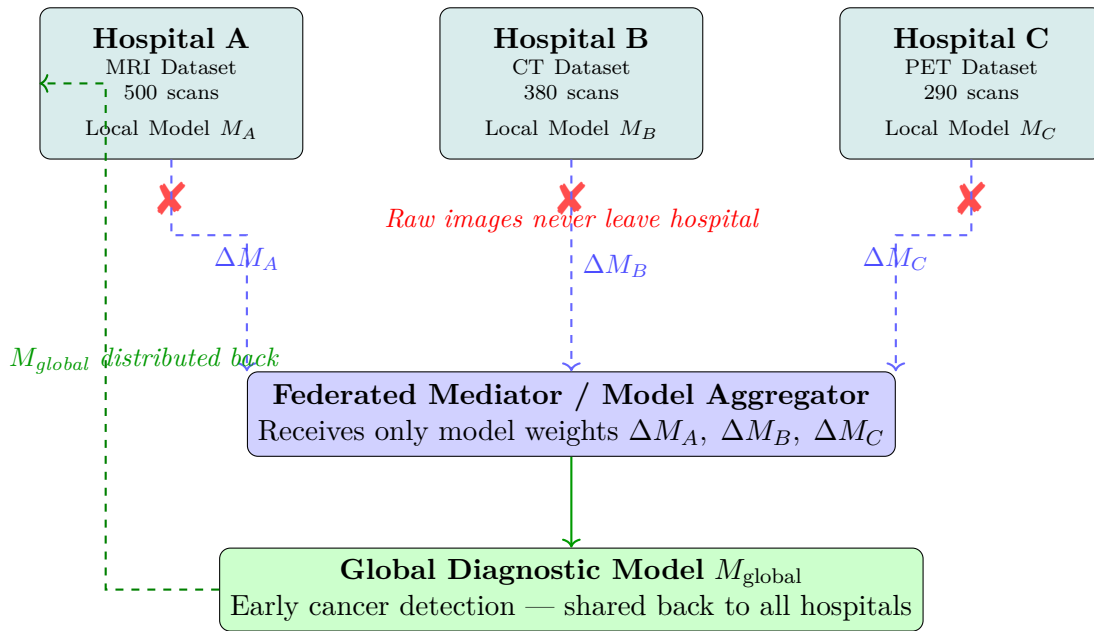 Hospital A
MRI Dataset
500 scans
Local Model M_A
Hospital B
CT Dataset
380 scans
Local Model M_B
Hospital C
PET Dataset
290 scans
Local Model M_C
✘
✘
✘
Raw images never leave hospital
ΔM_A
ΔM_B
ΔM_C
M_global distributed back
Federated Mediator / Model Aggregator
Receives only model weights ΔM_A, ΔM_B, ΔM_C
Global Diagnostic Model M_global
Early cancer detection — shared back to all hospitals